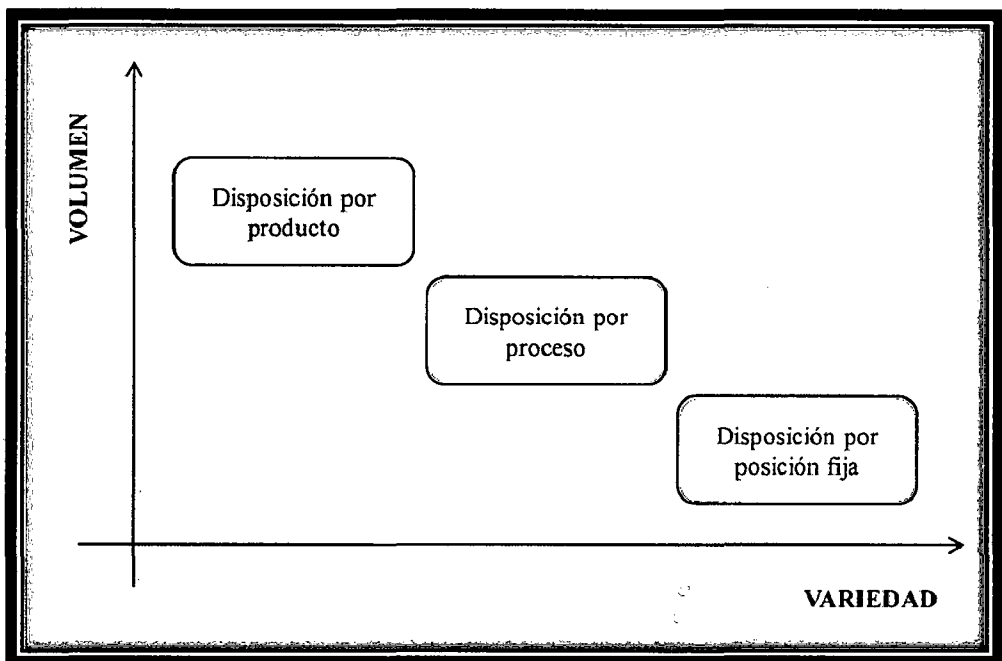 VOLUMEN
Disposición por
producto
Disposición por
proceso
Disposición por
posición fija
VARIEDAD